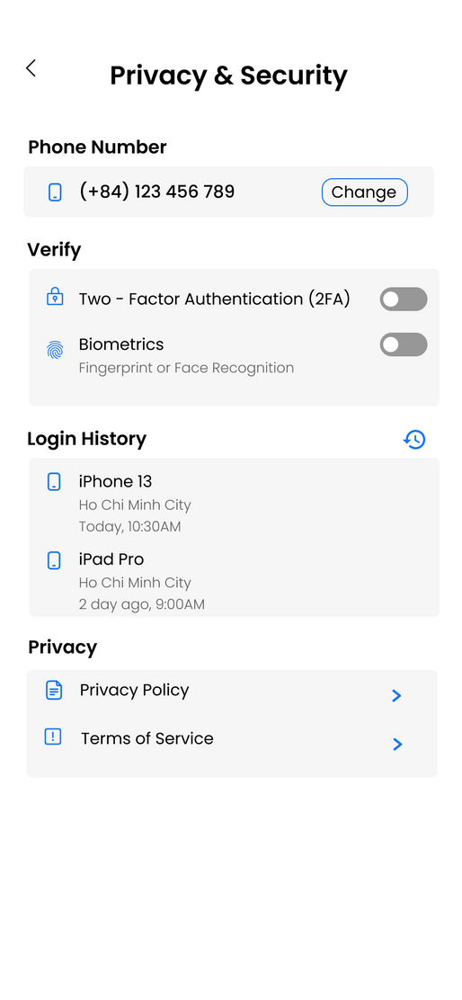 Privacy & Security
Phone Number
(+84) 123 456 789
Change
Verify
Two - Factor Authentication (2FA)
Biometrics
Fingerprint or Face Recognition
Login History
iPhone 13
Ho Chi Minh City
Today, 10:30AM
iPad Pro
Ho Chi Minh City
2 day ago, 9:00AM
Privacy
Privacy Policy
Terms of Service